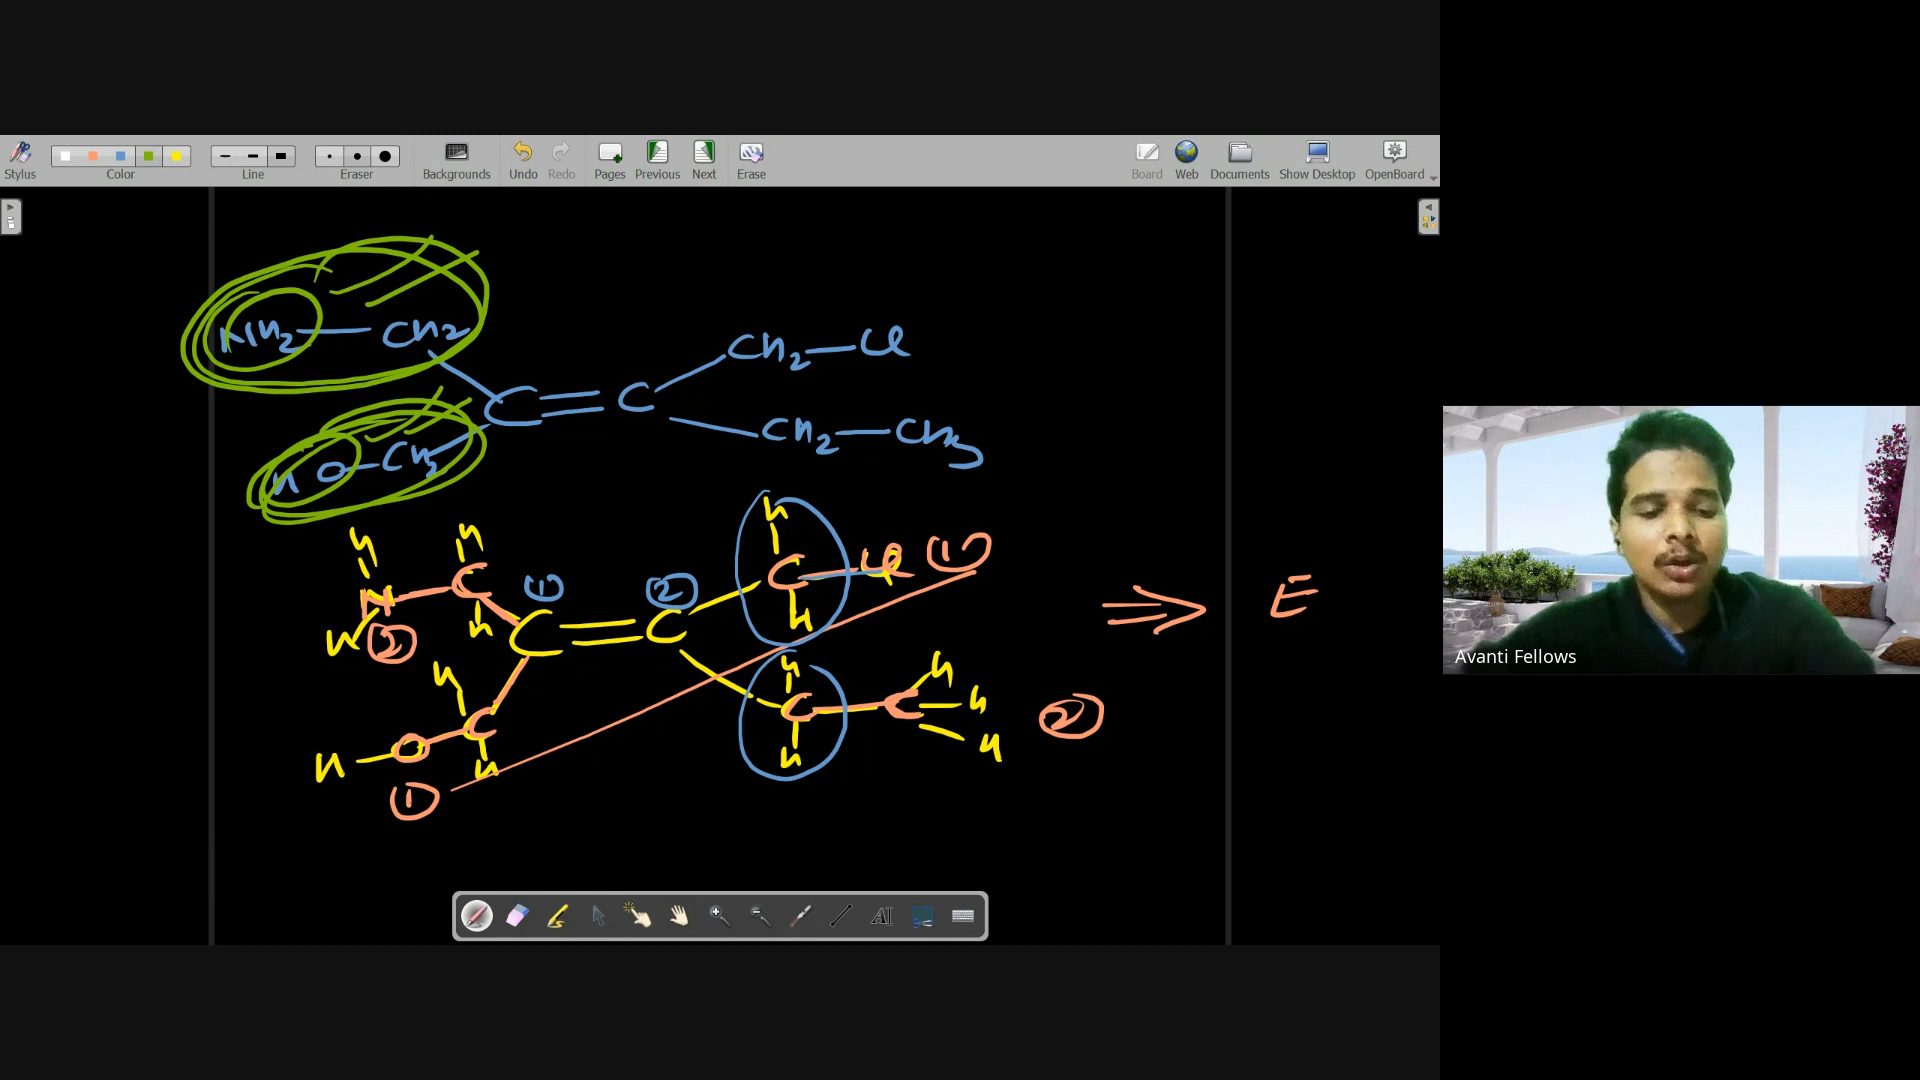 Stylus Color Line Eraser Backgrounds Undo Redo Pages Previous Next Erase Board Web Documents Show Desktop OpenBoard
NH2 — CH2
CH2 — Cl
C = C
CH2 — CH3
H O — CH2
H H H
N — C ① ② C — Cl ①
H ② H C = C H
E
H H H
C C — C H ②
H — O H H H
①
Avanti Fellows